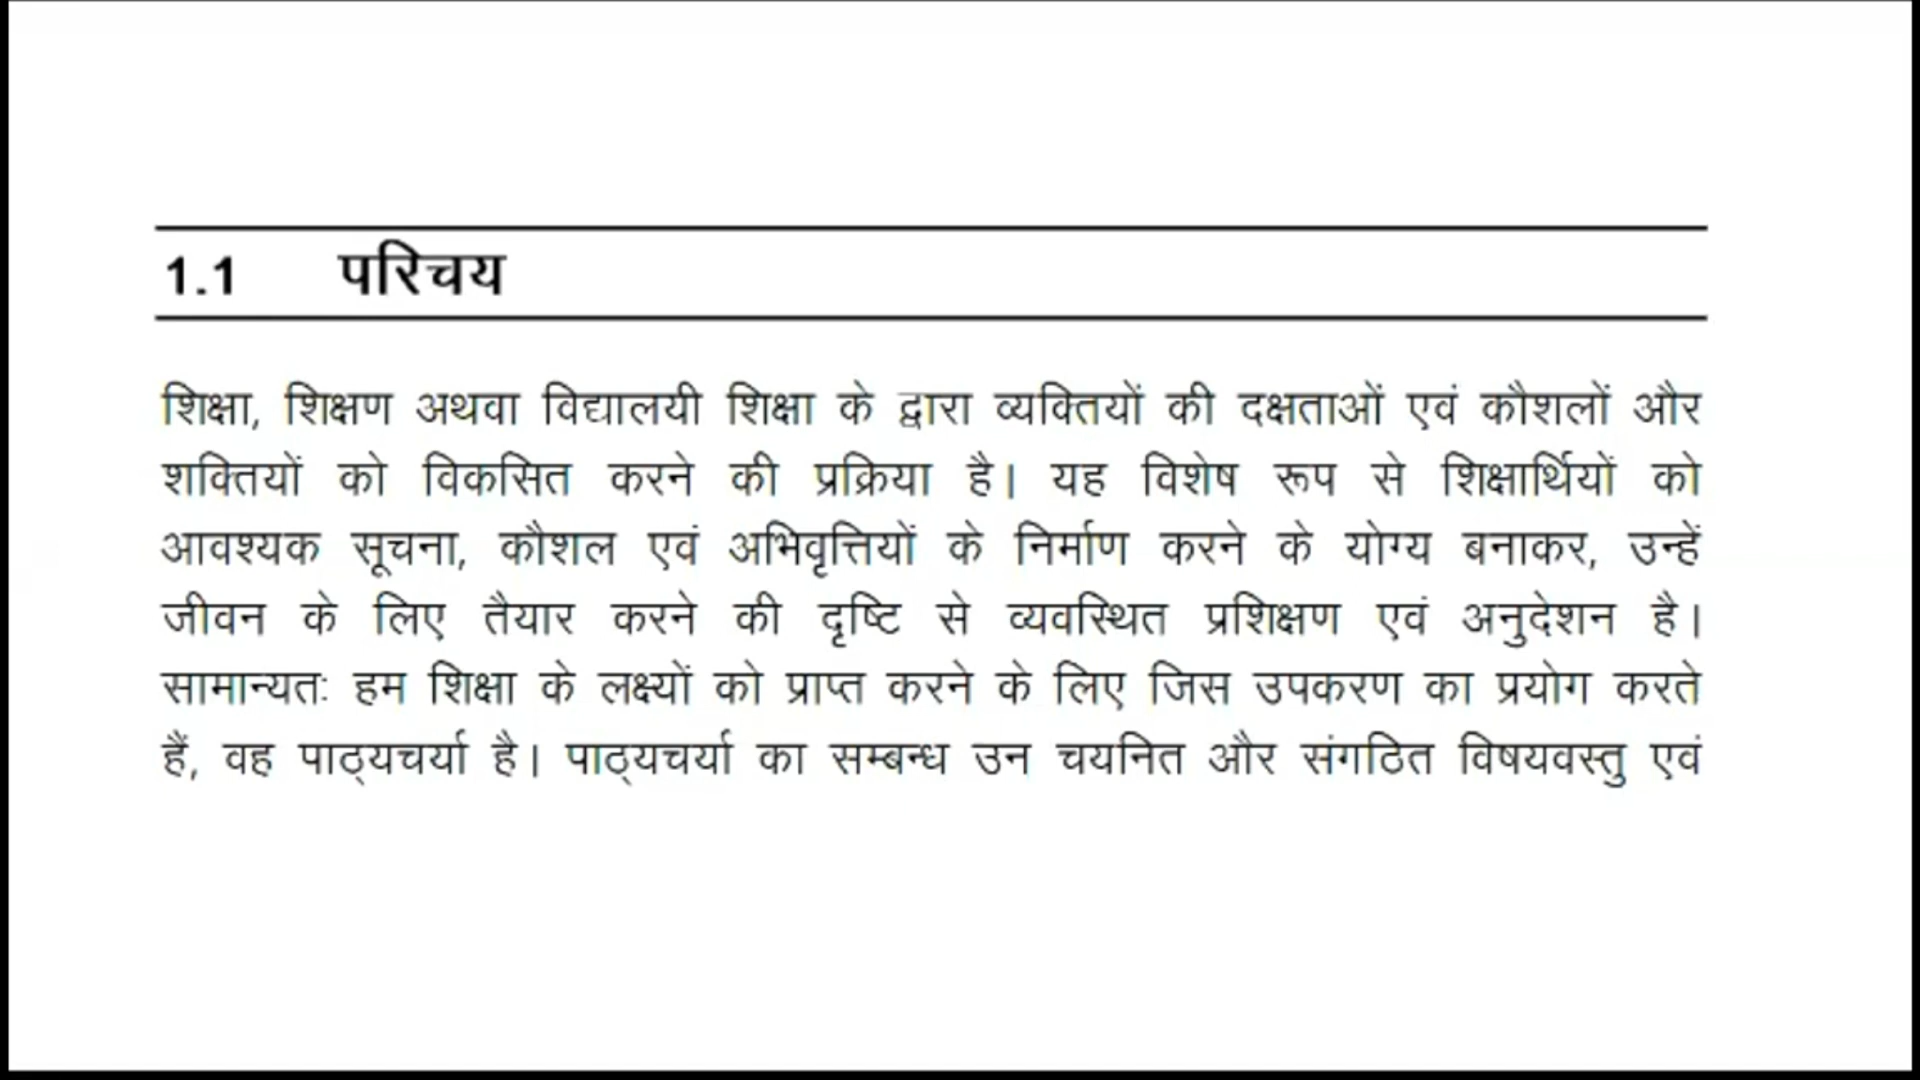 1.1 परिचय
शिक्षा, शिक्षण अथवा विद्यालयी शिक्षा के द्वारा व्यक्तियों की दक्षताओं एवं कौशलों और
शक्तियों को विकसित करने की प्रक्रिया है। यह विशेष रूप से शिक्षार्थियों को
आवश्यक सूचना, कौशल एवं अभिवृत्तियों के निर्माण करने के योग्य बनाकर, उन्हें
जीवन के लिए तैयार करने की दृष्टि से व्यवस्थित प्रशिक्षण एवं अनुदेशन है।
सामान्यतः हम शिक्षा के लक्ष्यों को प्राप्त करने के लिए जिस उपकरण का प्रयोग करते
हैं, वह पाठ्यचर्या है। पाठ्यचर्या का सम्बन्ध उन चयनित और संगठित विषयवस्तु एवं